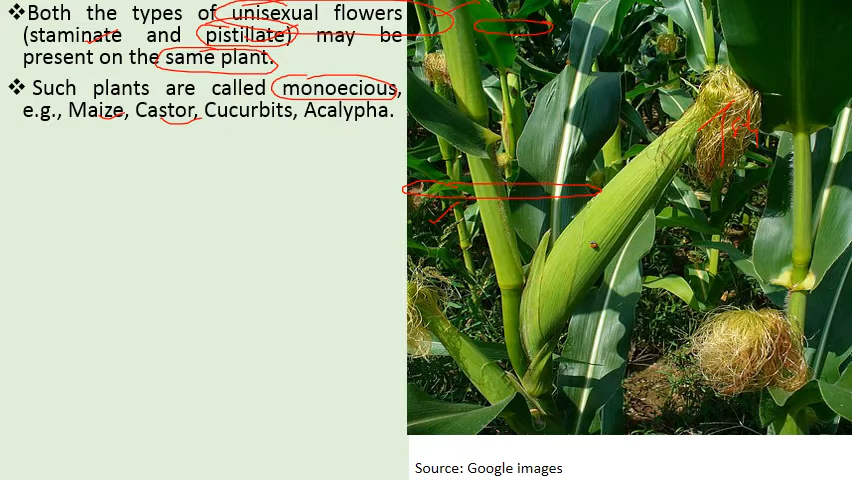 ❖Both the types of unisexual flowers
(staminate and pistillate) may be
present on the same plant.
❖ Such plants are called monoecious,
e.g., Maize, Castor, Cucurbits, Acalypha.
Source: Google images